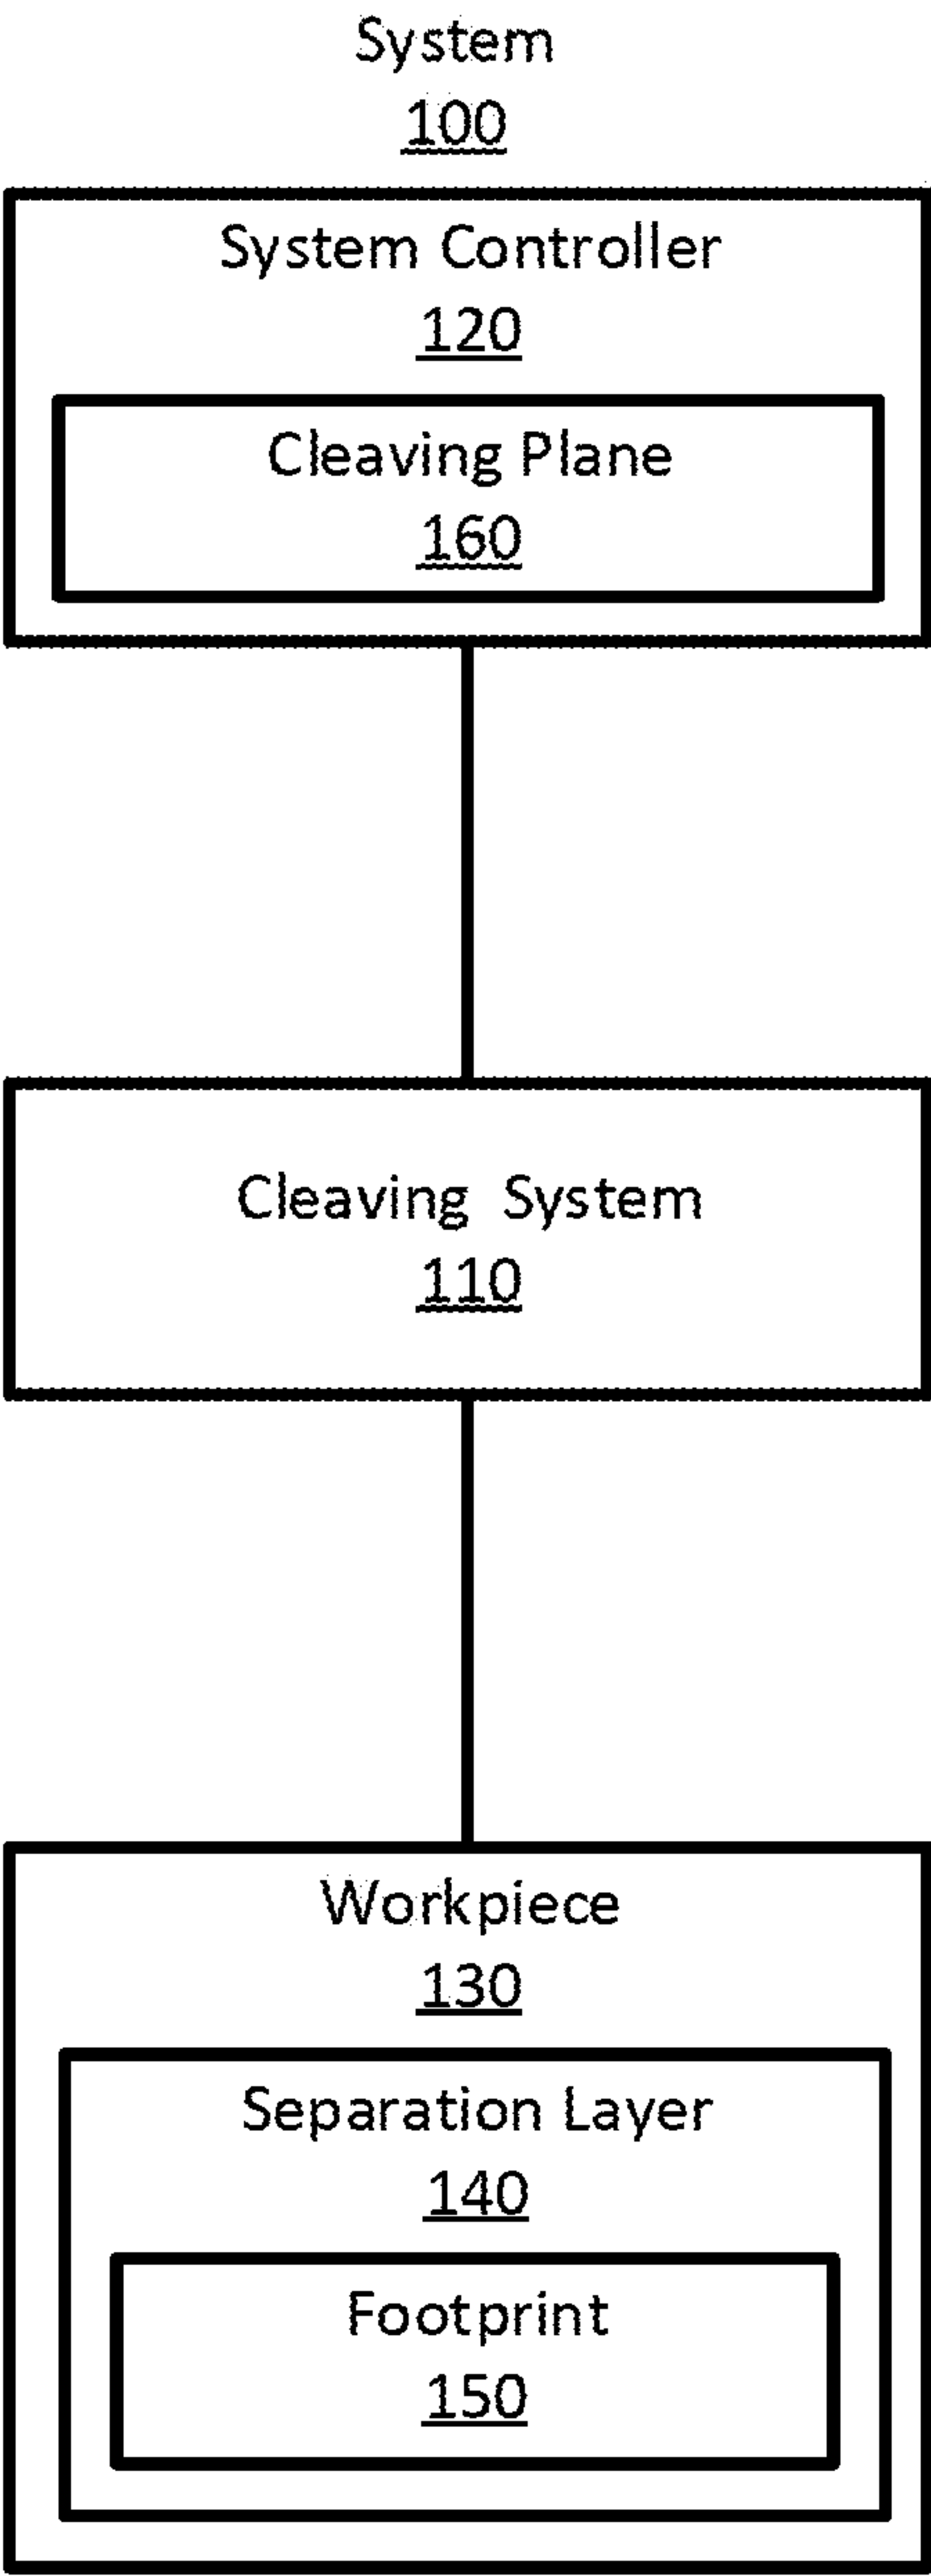 System
100
System Controller
120
Cleaving Plane
160
Cleaving System
110
Workpiece
130
Separation Layer
140
Footprint
150